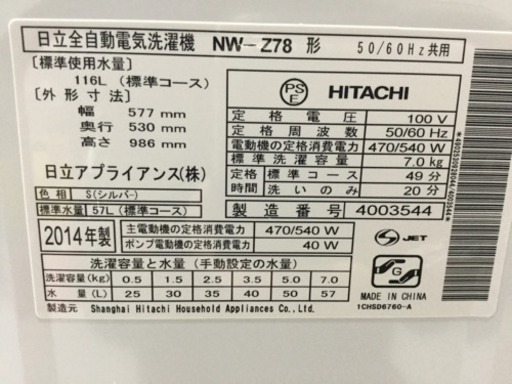 日立全自動電気洗濯機 NW-Z78 形 50/60Hz共用
〔標準使用水量〕
116L (標準コース)
〔外形寸法〕
幅 577 mm
奥行 530 mm
高さ 986 mm
日立アプライアンス(株)
色相 S(シルバー)
標準水量 57L (標準コース)
PS
E
HITACHI
定格電圧 100 V
定格周波数 50/60 Hz
電動機の定格消費電力 470/540 W
標準洗濯容量 7.0 kg
定格時間 標準コース 49分
洗いのみ 20分
製造番号 4003544
2014年製
主電動機の定格消費電力 470/540 W
ポンプ電動機の定格消費電力 40 W
JET
洗濯容量と水量 (手動設定の水量)
洗濯容量(kg) 0.5 1.5 2.5 3.5 5.0 7.0
水量(L) 25 30 35 40 50 57
製造元 Shanghai Hitachi Household Appliances Co.,Ltd.
G
MADE IN CHINA
1CHSD6760-A